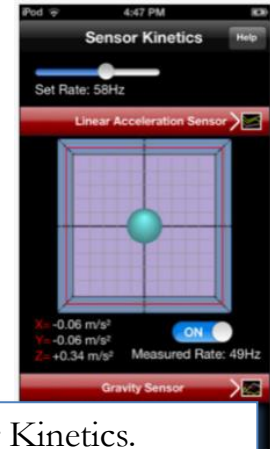 iPod 4:47 PM
Sensor Kinetics Help
Set Rate: 58Hz
Linear Acceleration Sensor
X= -0.06 m/s²
Y= -0.06 m/s²
Z= +0.34 m/s²
ON
Measured Rate: 49Hz
Gravity Sensor
Kinetics.